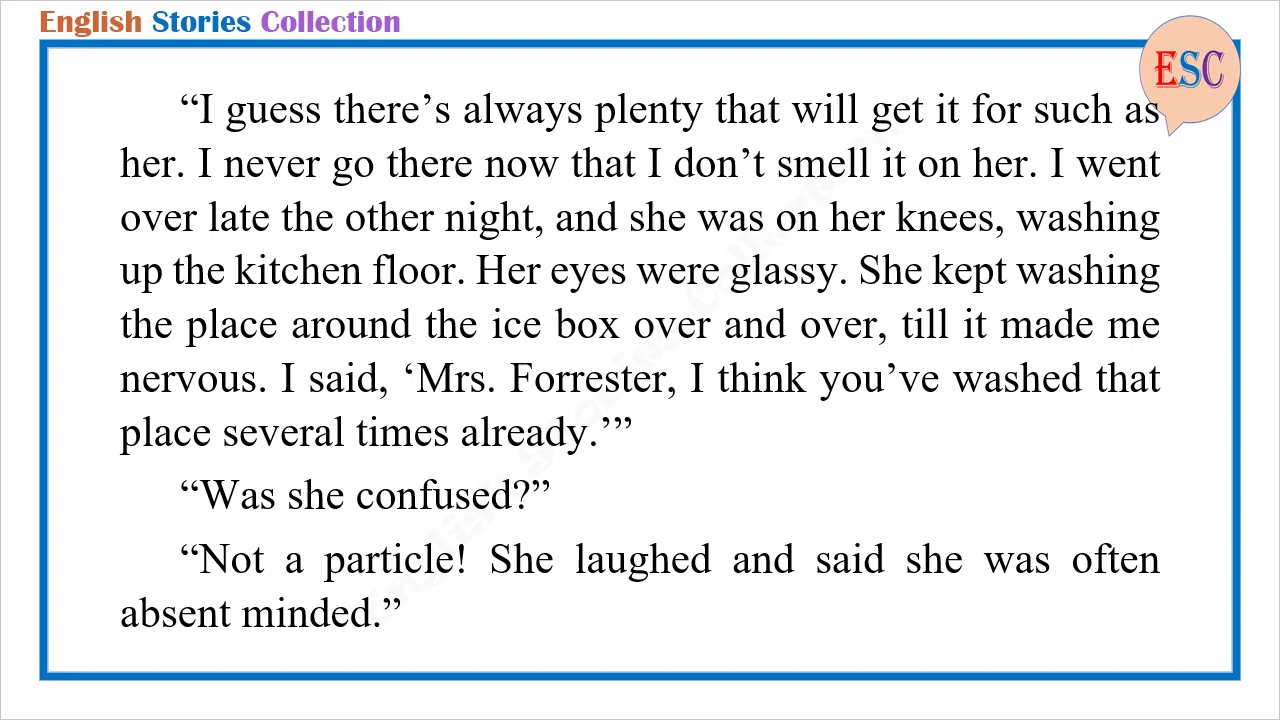 English Stories Collection
ESC
“I guess there’s always plenty that will get it for such as
her. I never go there now that I don’t smell it on her. I went
over late the other night, and she was on her knees, washing
up the kitchen floor. Her eyes were glassy. She kept washing
the place around the ice box over and over, till it made me
nervous. I said, ‘Mrs. Forrester, I think you’ve washed that
place several times already.’”
“Was she confused?”
“Not a particle! She laughed and said she was often
absent minded.”